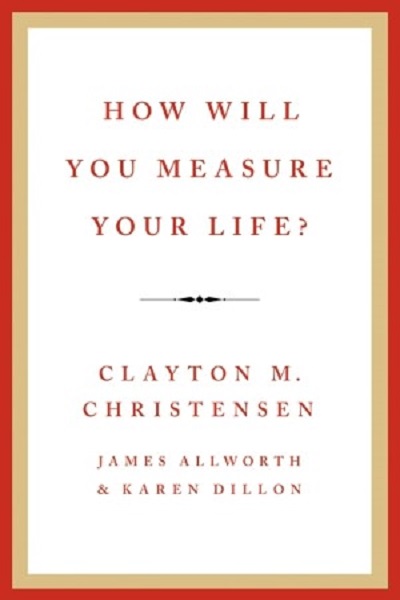 HOW WILL
YOU MEASURE
YOUR LIFE?
CLAYTON M.
CHRISTENSEN
JAMES ALLWORTH
& KAREN DILLON